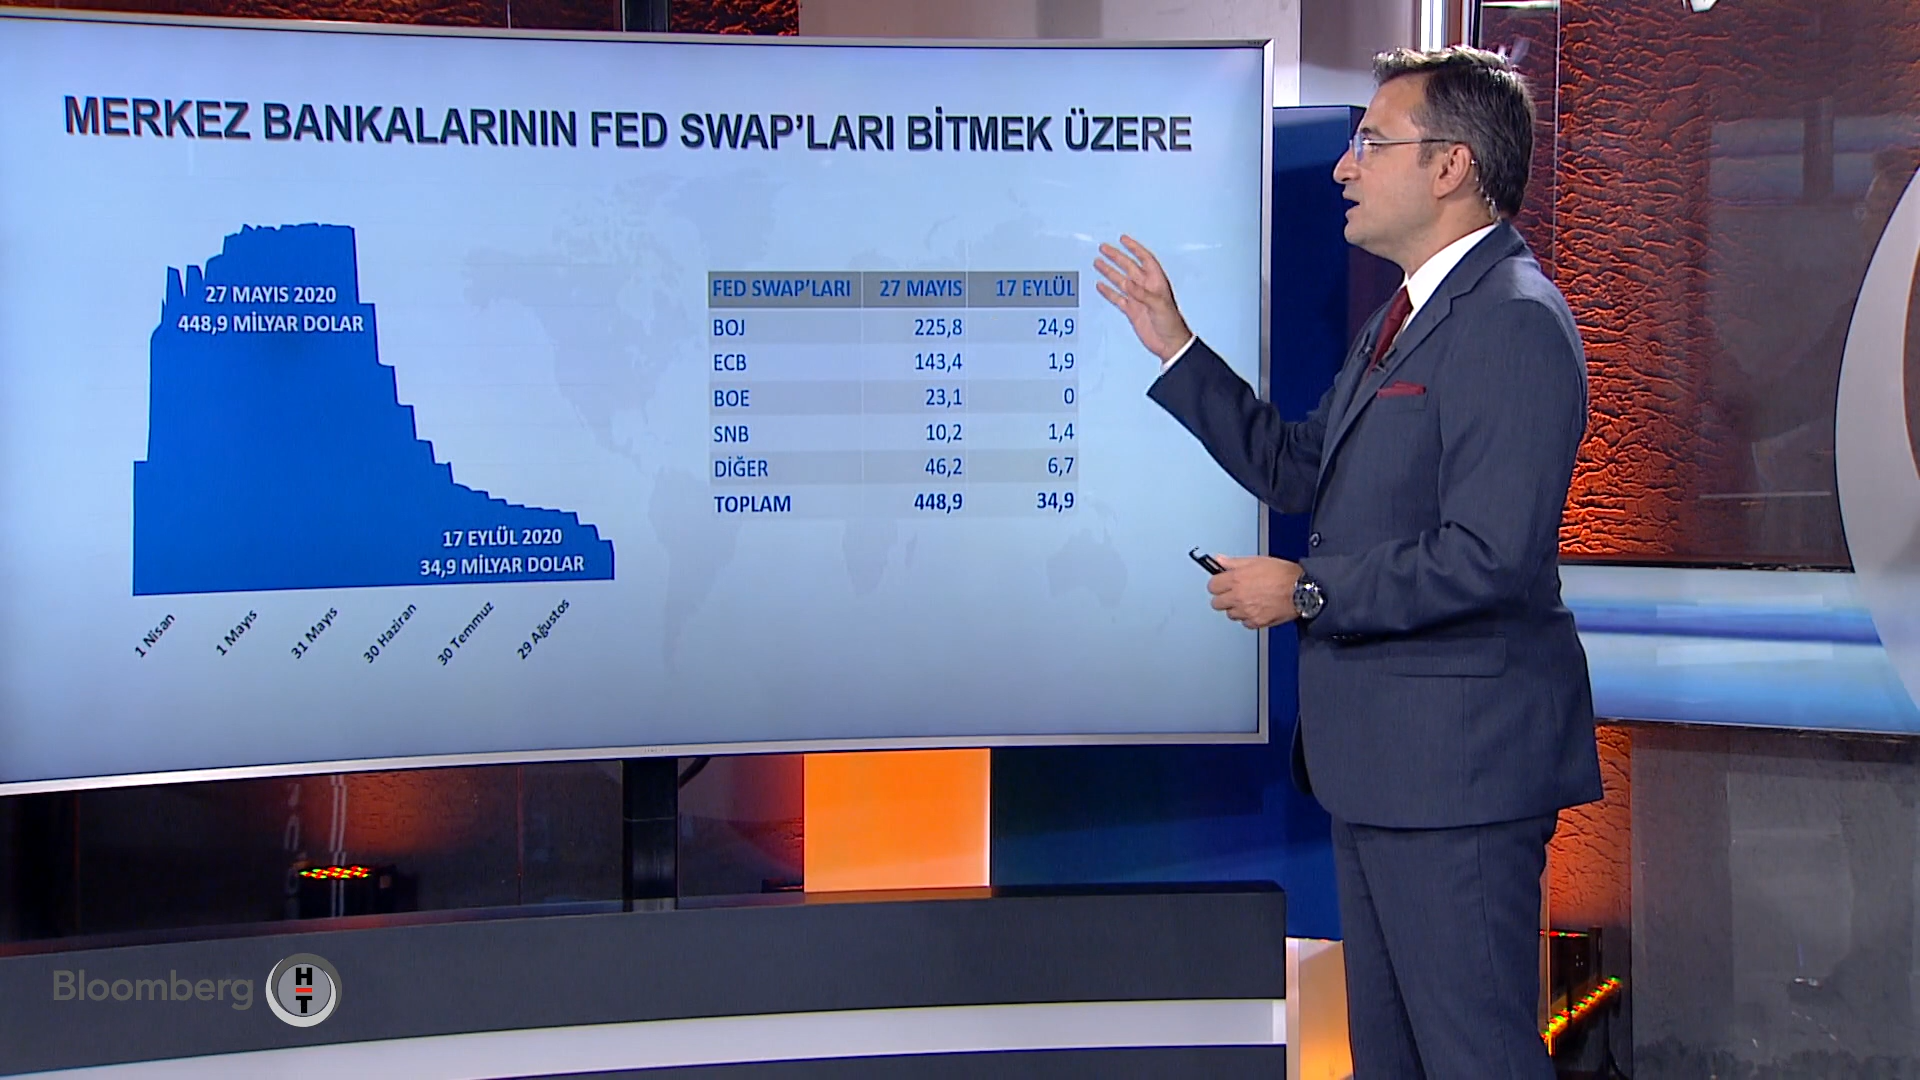 MERKEZ BANKALARININ FED SWAP'LARI BİTMEK ÜZERE
27 MAYIS 2020
448,9 MİLYAR DOLAR
17 EYLÜL 2020
34,9 MİLYAR DOLAR
1 Nisan
1 Mayıs
31 Mayıs
30 Haziran
30 Temmuz
29 Ağustos
FED SWAP'LARI 27 MAYIS 17 EYLÜL
BOJ 225,8 24,9
ECB 143,4 1,9
BOE 23,1 0
SNB 10,2 1,4
DİĞER 46,2 6,7
TOPLAM 448,9 34,9
Bloomberg HT